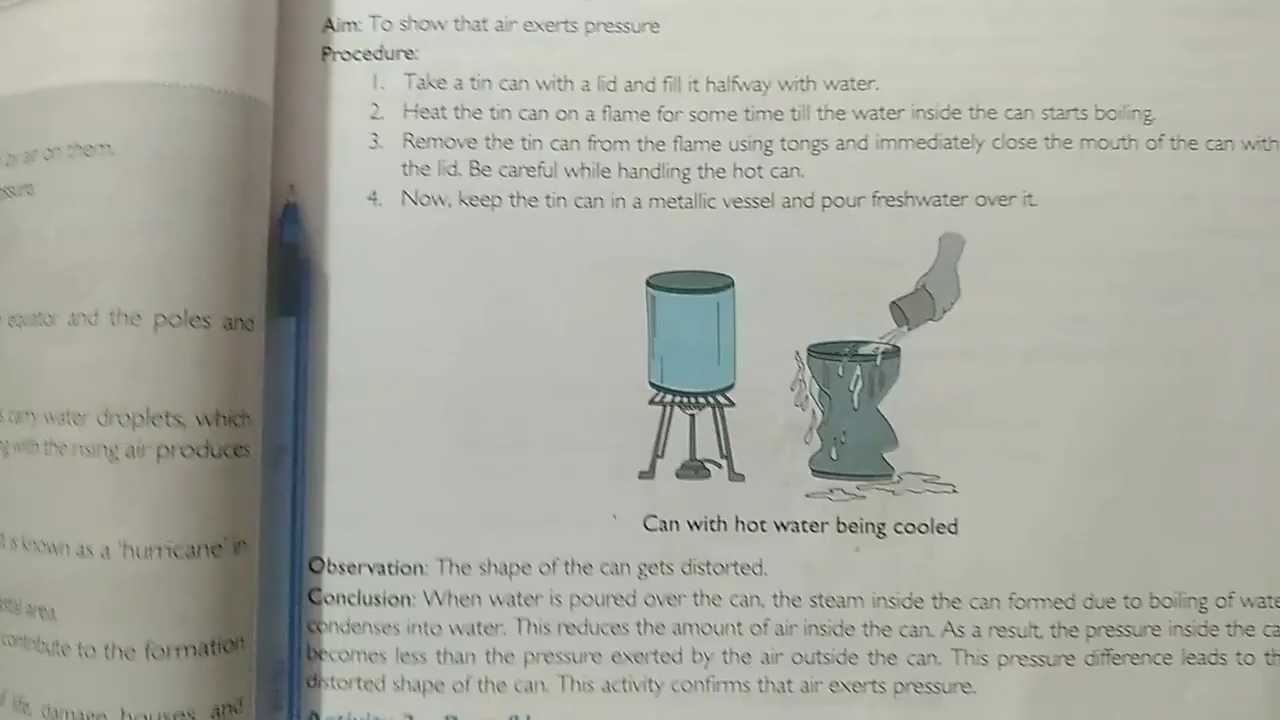 by air on them.
equator and the poles and
carry water droplets, which
with the rising air produces
is known as a 'hurricane' in
area.
contribute to the formation
life, damage houses and
Aim: To show that air exerts pressure
Procedure:
1. Take a tin can with a lid and fill it halfway with water.
2. Heat the tin can on a flame for some time till the water inside the can starts boiling.
3. Remove the tin can from the flame using tongs and immediately close the mouth of the can with
the lid. Be careful while handling the hot can.
4. Now, keep the tin can in a metallic vessel and pour freshwater over it.
Can with hot water being cooled
Observation: The shape of the can gets distorted.
Conclusion: When water is poured over the can, the steam inside the can formed due to boiling of wate
condenses into water. This reduces the amount of air inside the can. As a result, the pressure inside the ca
becomes less than the pressure exerted by the air outside the can. This pressure difference leads to th
distorted shape of the can. This activity confirms that air exerts pressure.